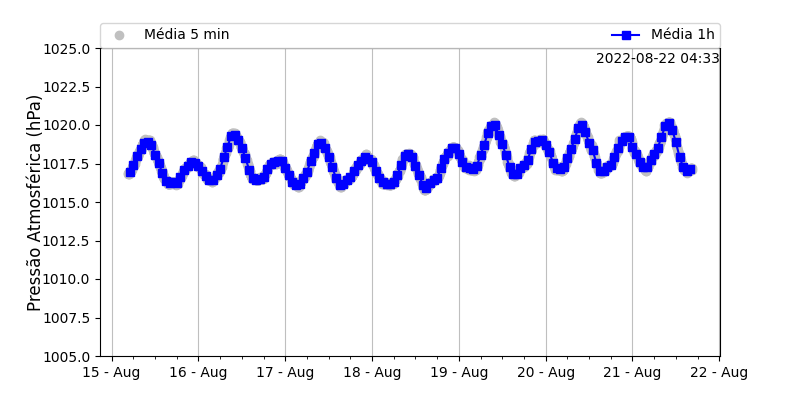 Média 5 min
Média 1h
2022-08-22 04:33
Pressão Atmosférica (hPa)
1025.0
1022.5
1020.0
1017.5
1015.0
1012.5
1010.0
1007.5
1005.0
15 - Aug
16 - Aug
17 - Aug
18 - Aug
19 - Aug
20 - Aug
21 - Aug
22 - Aug